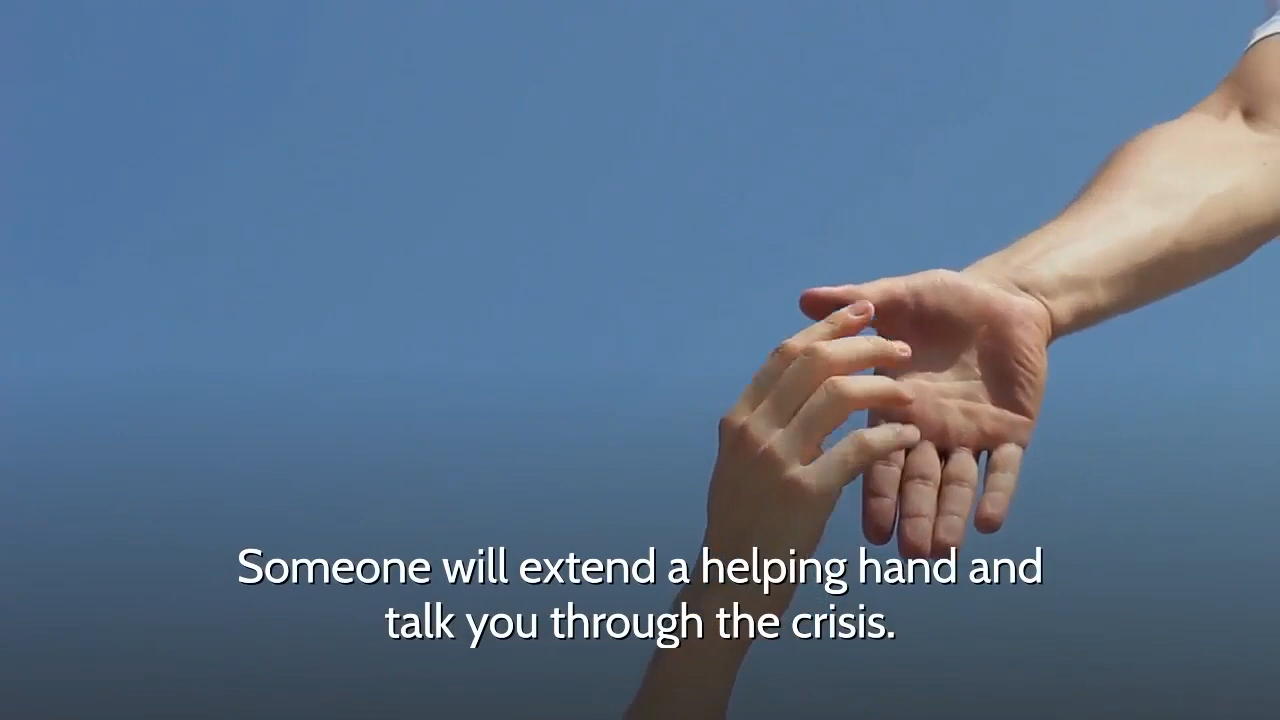 Someone will extend a helping hand and
talk you through the crisis.